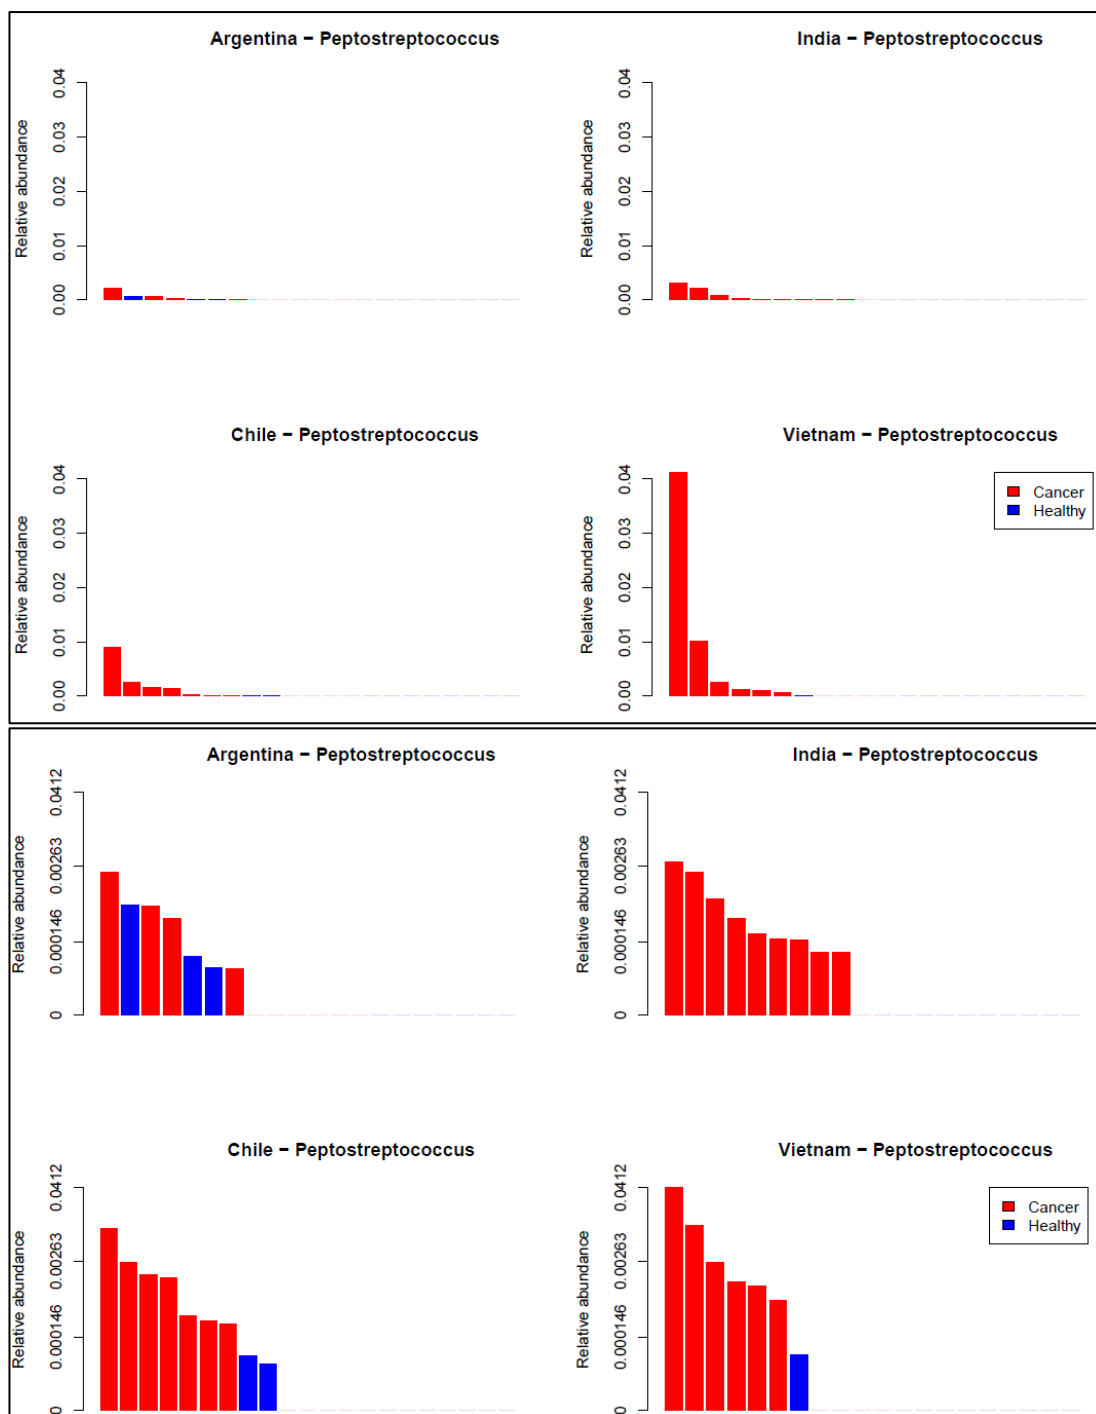 Argentina − Peptostreptococcus
Relative abundance
0.04
0.03
0.02
0.01
0.00
India − Peptostreptococcus
Relative abundance
0.04
0.03
0.02
0.01
0.00
Chile − Peptostreptococcus
Relative abundance
0.04
0.03
0.02
0.01
0.00
Vietnam − Peptostreptococcus
Relative abundance
0.04
0.03
0.02
0.01
0.00
Cancer
Healthy
Argentina − Peptostreptococcus
Relative abundance
0.0412
0.00263
0.000146
0
India − Peptostreptococcus
Relative abundance
0.0412
0.00263
0.000146
0
Chile − Peptostreptococcus
Relative abundance
0.0412
0.00263
0.000146
0
Vietnam − Peptostreptococcus
Relative abundance
0.0412
0.00263
0.000146
0
Cancer
Healthy